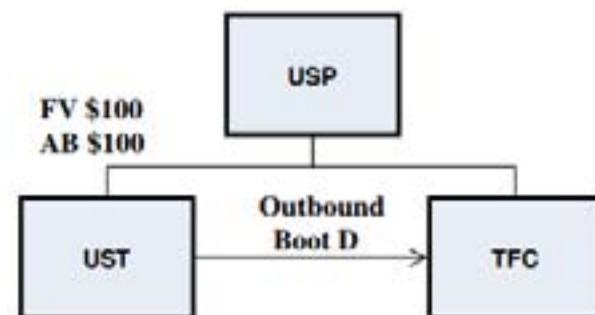 USP
FV $100
AB $100
Outbound
Boot D
UST
TFC